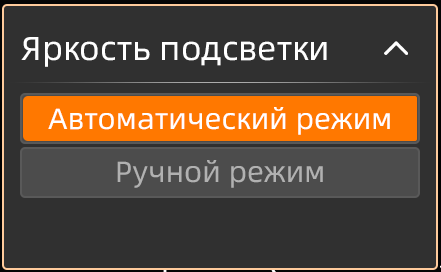 Яркость подсветки
Автоматический режим
Ручной режим